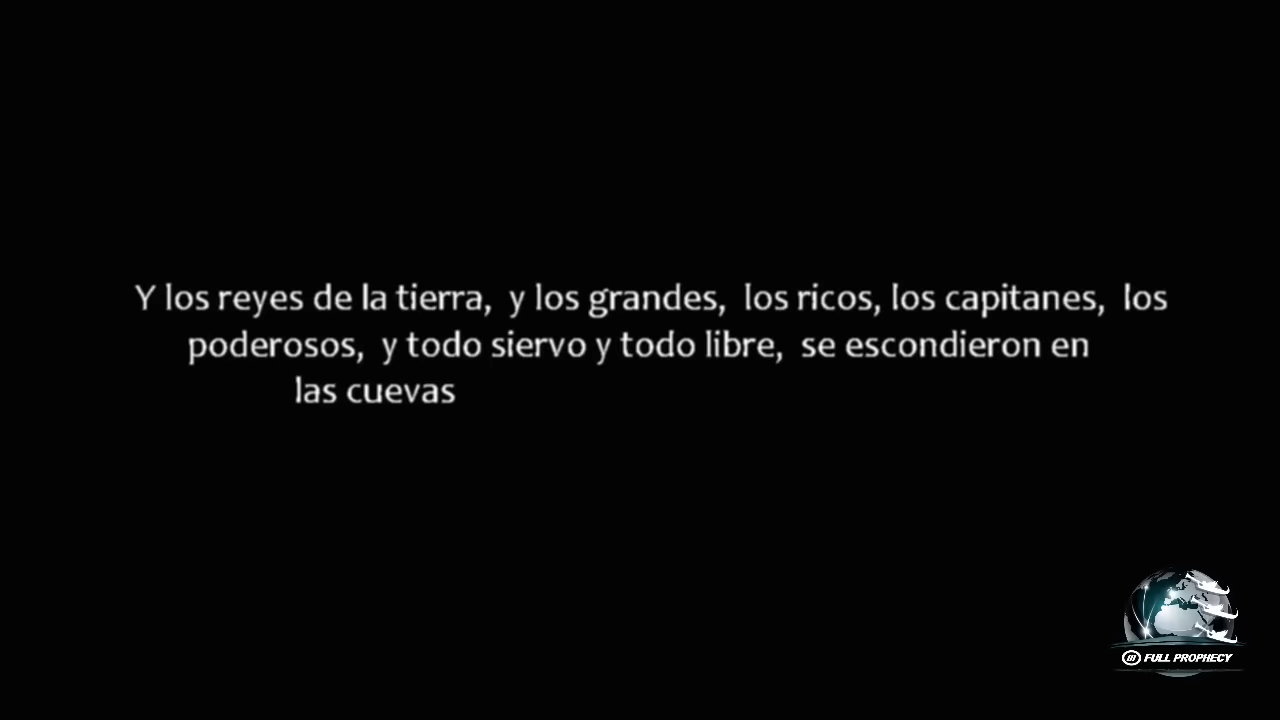 Y los reyes de la tierra, y los grandes, los ricos, los capitanes, los
poderosos, y todo siervo y todo libre, se escondieron en
las cuevas
FULL PROPHECY